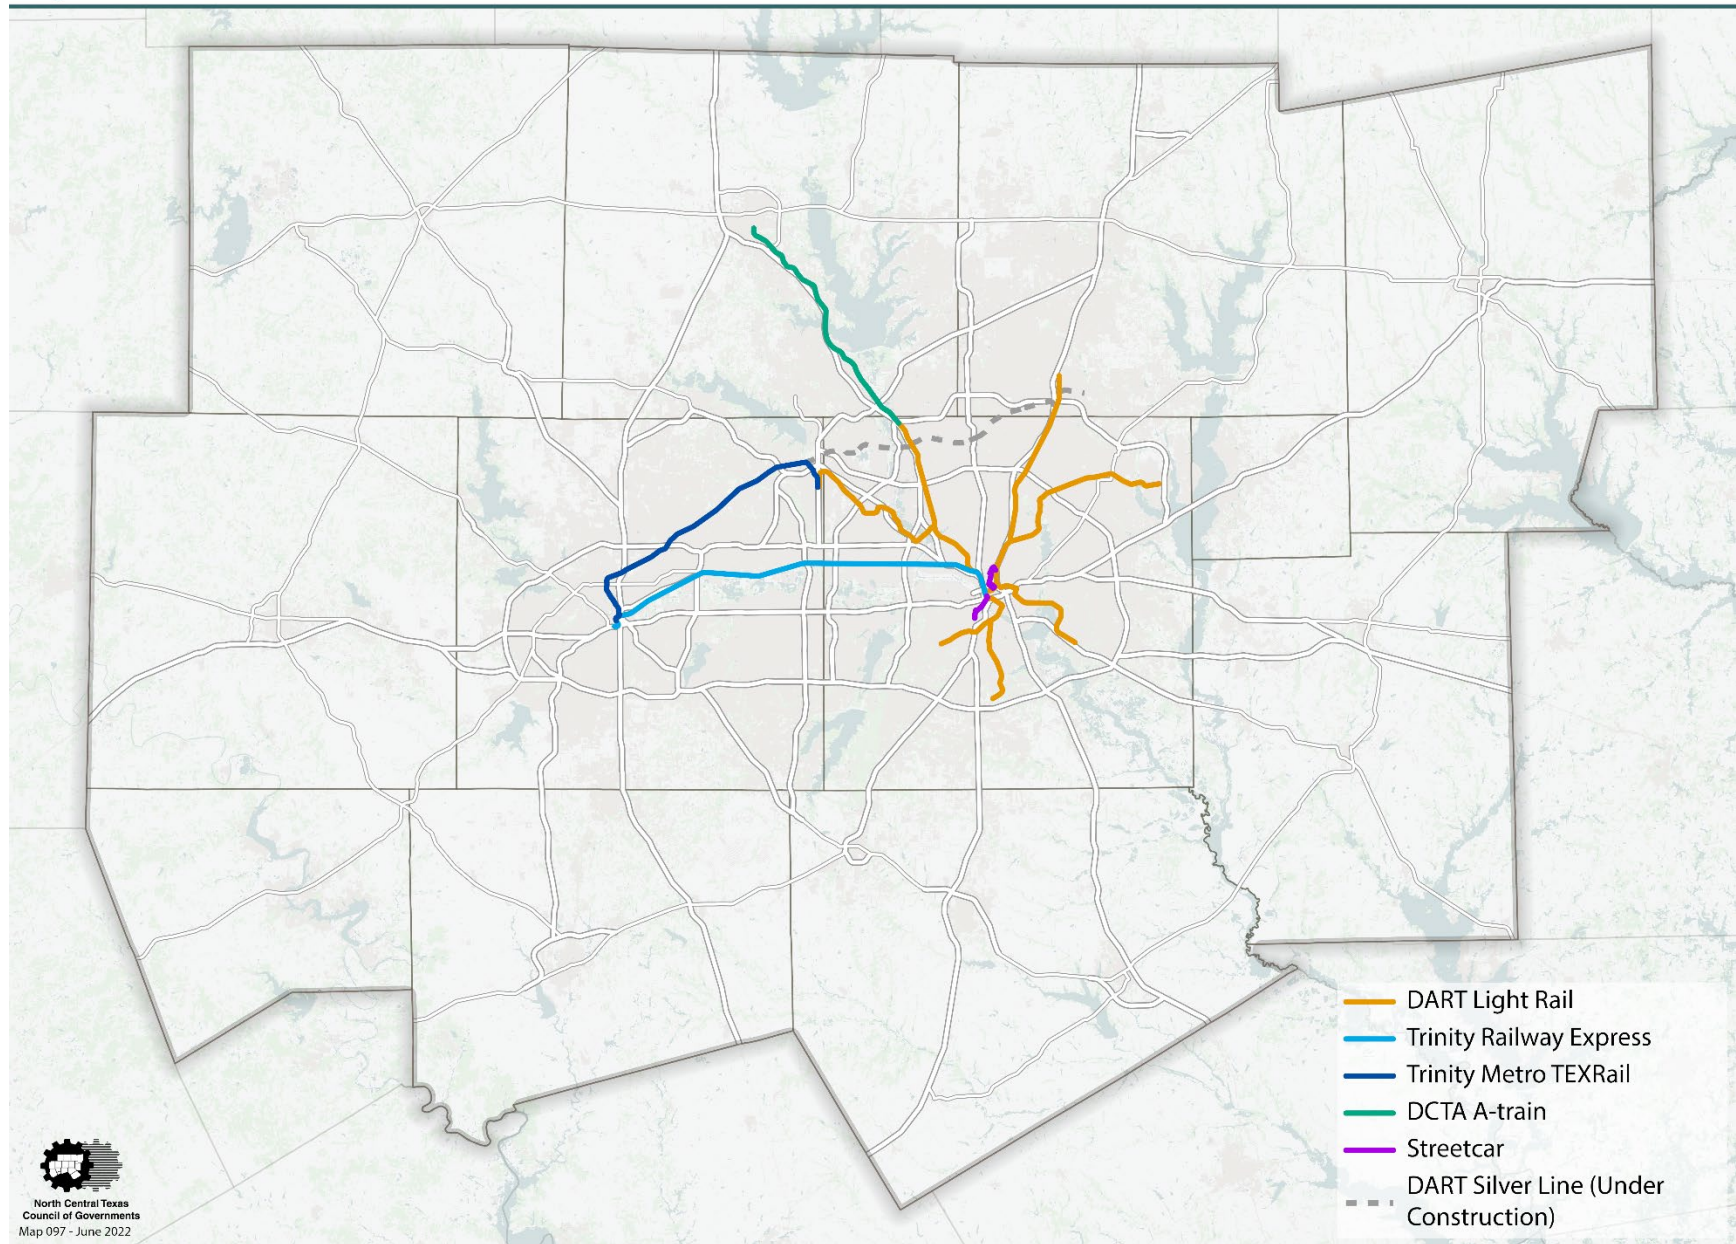 DART Light Rail
Trinity Railway Express
Trinity Metro TEXRail
DCTA A-train
Streetcar
DART Silver Line (Under
Construction)
North Central Texas
Council of Governments
Map 097 - June 2022